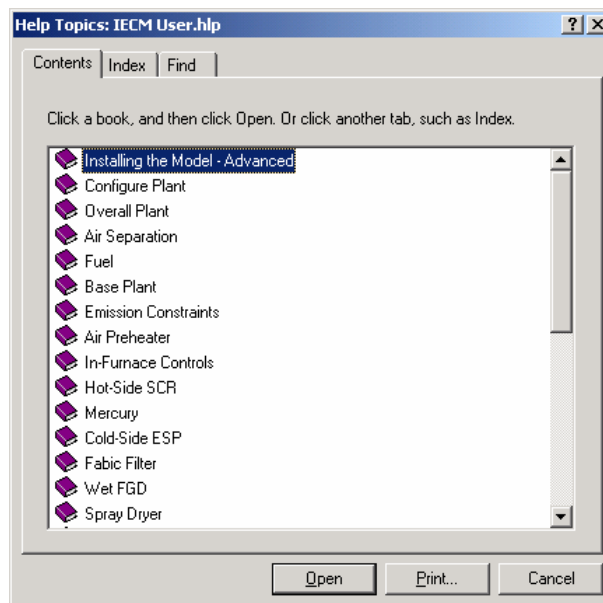 Help Topics: IECM User.hlp
Contents Index Find
Click a book, and then click Open. Or click another tab, such as Index.
Installing the Model - Advanced
Configure Plant
Overall Plant
Air Separation
Fuel
Base Plant
Emission Constraints
Air Preheater
In-Furnace Controls
Hot-Side SCR
Mercury
Cold-Side ESP
Fabic Filter
Wet FGD
Spray Dryer
Open Print... Cancel